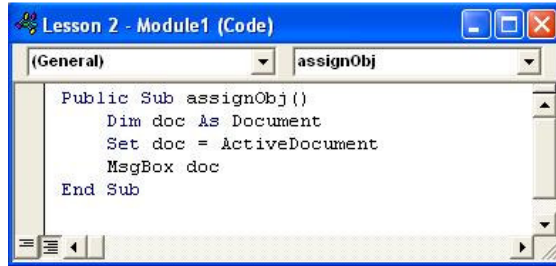 Lesson 2 - Module1 (Code)
(General) assignObj
Public Sub assignObj()
    Dim doc As Document
    Set doc = ActiveDocument
    MsgBox doc
End Sub